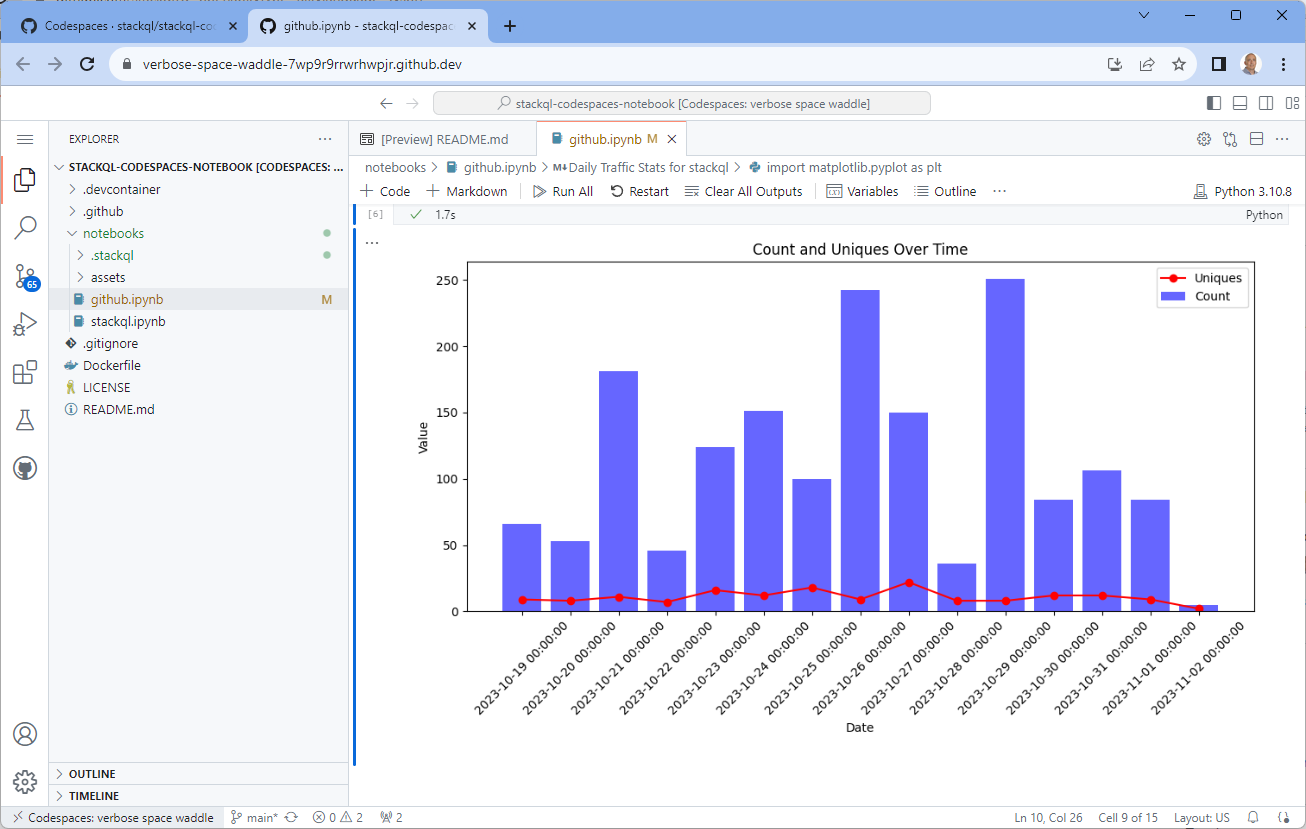 Codespaces · stackql/stackql-co
github.ipynb - stackql-codespac
verbose-space-waddle-7wp9r9rrwrhwpjr.github.dev
stackql-codespaces-notebook [Codespaces: verbose space waddle]
EXPLORER
STACKQL-CODESPACES-NOTEBOOK [CODESPACES: ...
.devcontainer
.github
notebooks
.stackql
assets
github.ipynb M
stackql.ipynb
.gitignore
Dockerfile
LICENSE
README.md
65
OUTLINE
TIMELINE
[Preview] README.md
github.ipynb M
notebooks > github.ipynb > M Daily Traffic Stats for stackql > import matplotlib.pyplot as plt
+ Code + Markdown Run All Restart Clear All Outputs Variables Outline ... Python 3.10.8
[6] 1.7s Python
...
Count and Uniques Over Time
Uniques
Count
250
200
150
100
50
0
Value
2023-10-19 00:00:00
2023-10-20 00:00:00
2023-10-21 00:00:00
2023-10-22 00:00:00
2023-10-23 00:00:00
2023-10-24 00:00:00
2023-10-25 00:00:00
2023-10-26 00:00:00
2023-10-27 00:00:00
2023-10-28 00:00:00
2023-10-29 00:00:00
2023-10-30 00:00:00
2023-10-31 00:00:00
2023-11-01 00:00:00
2023-11-02 00:00:00
Date
Codespaces: verbose space waddle main* 0 2 2 Ln 10, Col 26 Cell 9 of 15 Layout: US